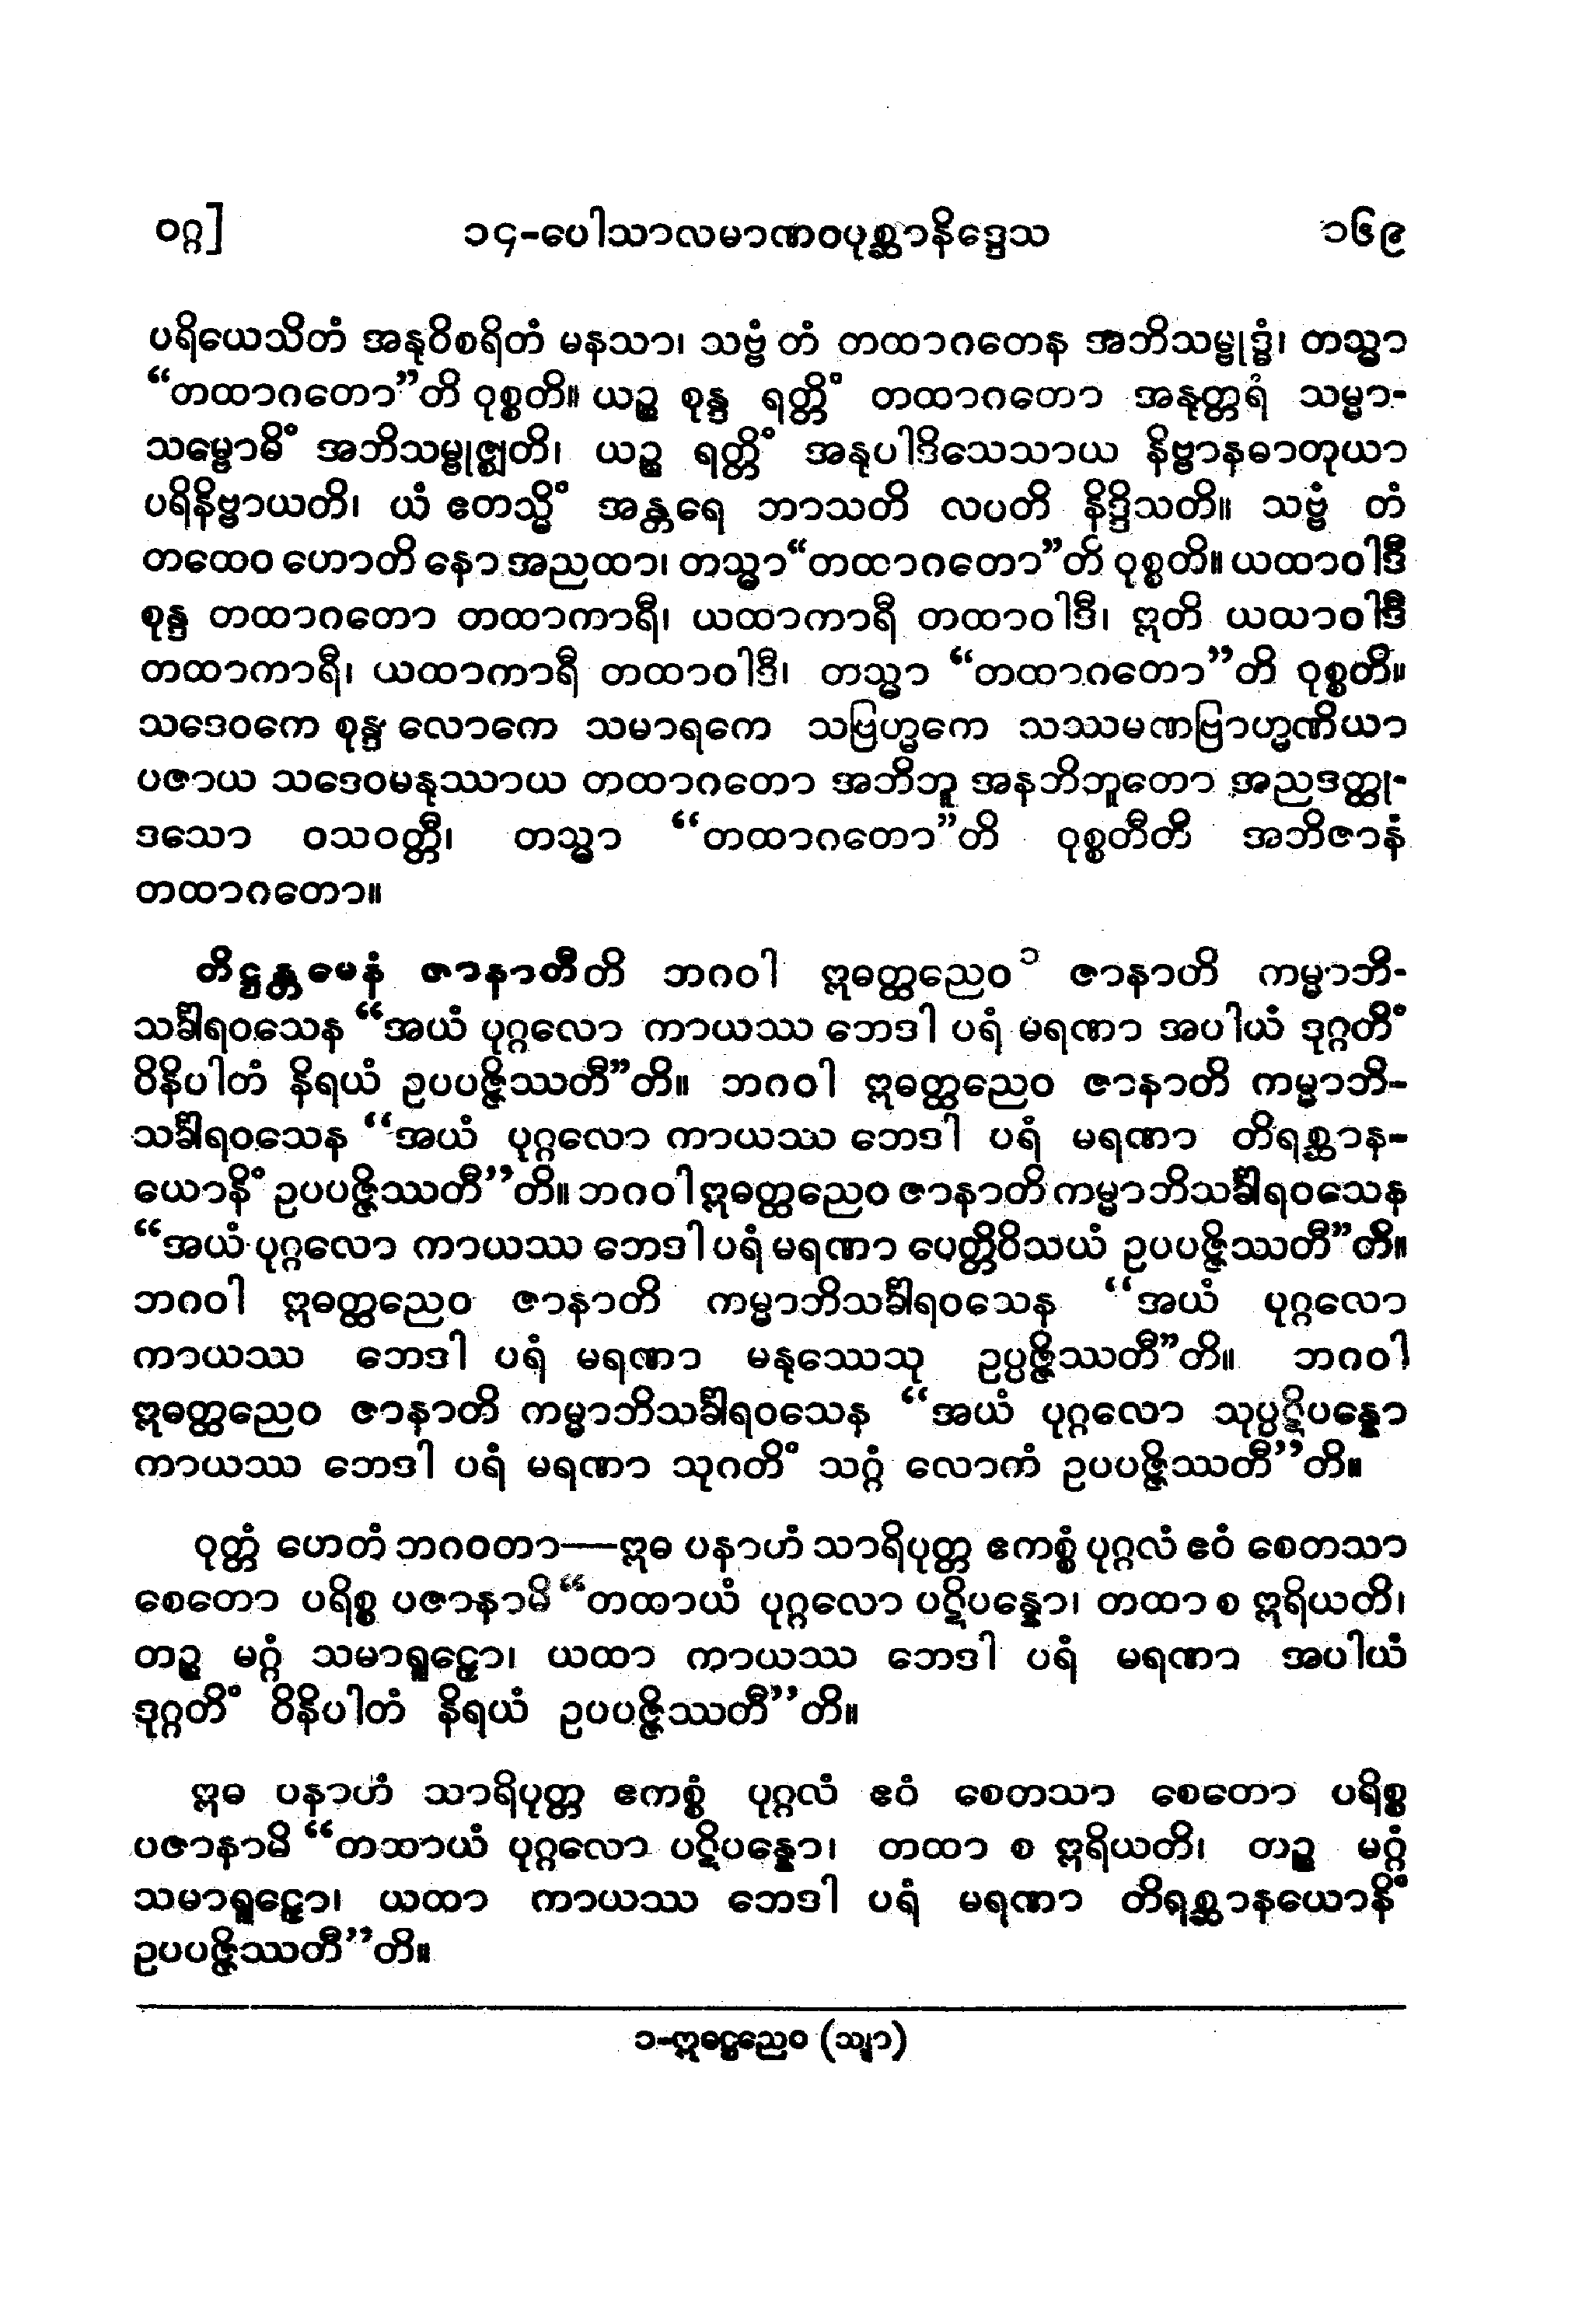 ဝဂ္ဂ] ၁၄-ပေါသာလမာဏဝပုစ္ဆာနိဒ္ဒေသ ၁၆၉
ပရိယေသိတံ အနုဝိစရိတံ မနသာ၊ သဗ္ဗံ တံ တထာဂတေန အဘိသမ္ဗုဒ္ဓံ၊ တသ္မာ
“တထာဂတော”တိ ဝုစ္စတိ။ ယဉ္စ စုန္ဒ ရတ္တိံ တထာဂတော အနုတ္တရံ သမ္မာ-
သမ္ဗောဓိံ အဘိသမ္ဗုဇ္ဈတိ၊ ယဉ္စ ရတ္တိံ အနုပါဒိသေသာယ နိဗ္ဗာနဓာတုယာ
ပရိနိဗ္ဗာယတိ၊ ယံ ဧတသ္မိံ အန္တရေ ဘာသတိ လပတိ နိဒ္ဒိသတိ။ သဗ္ဗံ တံ
တထေဝ ဟောတိ နော အညထာ၊ တသ္မာ“တထာဂတော”တိ ဝုစ္စတိ။ ယထာဝါဒီ
စုန္ဒ တထာဂတော တထာကာရီ၊ ယထာကာရီ တထာဝါဒီ၊ ဣတိ ယထာဝါဒီ
တထာကာရီ၊ ယထာကာရီ တထာဝါဒီ၊ တသ္မာ “တထာဂတော”တိ ဝုစ္စတိ။
သဒေဝကေ စုန္ဒ လောကေ သမာရကေ သဗြဟ္မကေ သဿမဏဗြာဟ္မဏိယာ
ပဇာယ သဒေဝမနုဿာယ တထာဂတော အဘိဘူ အနဘိဘူတော အညဒတ္ထု-
ဒသော ဝသဝတ္တီ၊ တသ္မာ “တထာဂတော”တိ ဝုစ္စတီတိ အဘိဇာနံ
တထာဂတော။
တိဋ္ဌန္တမေနံ ဇာနာတီတိ ဘဂဝါ ဣဓတ္ထညေဝ ၁ ဇာနာတိ ကမ္မာဘိ-
သင်္ခါရဝသေန “အယံ ပုဂ္ဂလော ကာယဿ ဘေဒါ ပရံ မရဏာ အပါယံ ဒုဂ္ဂတိံ
ဝိနိပါတံ နိရယံ ဥပပဇ္ဇိဿတီ”တိ။ ဘဂဝါ ဣဓတ္ထညေဝ ဇာနာတိ ကမ္မာဘိ-
သင်္ခါရဝသေန “အယံ ပုဂ္ဂလော ကာယဿ ဘေဒါ ပရံ မရဏာ တိရစ္ဆာန-
ယောနိံ ဥပပဇ္ဇိဿတီ”တိ။ ဘဂဝါ ဣဓတ္ထညေဝ ဇာနာတိ ကမ္မာဘိသင်္ခါရဝသေန
“အယံ ပုဂ္ဂလော ကာယဿ ဘေဒါ ပရံ မရဏာ ပေတ္တိဝိသယံ ဥပပဇ္ဇိဿတီ”တိ။
ဘဂဝါ ဣဓတ္ထညေဝ ဇာနာတိ ကမ္မာဘိသင်္ခါရဝသေန “အယံ ပုဂ္ဂလော
ကာယဿ ဘေဒါ ပရံ မရဏာ မနုဿေသု ဥပ္ပဇ္ဇိဿတီ”တိ။ ဘဂဝါ
ဣဓတ္ထညေဝ ဇာနာတိ ကမ္မာဘိသင်္ခါရဝသေန “အယံ ပုဂ္ဂလော သုပ္ပဋိပန္နော
ကာယဿ ဘေဒါ ပရံ မရဏာ သုဂတိံ သဂ္ဂံ လောကံ ဥပပဇ္ဇိဿတီ”တိ။
ဝုတ္တံ ဟေတံ ဘဂဝတာ—ဣဓ ပနာဟံ သာရိပုတ္တ ဧကစ္စံ ပုဂ္ဂလံ ဧဝံ စေတသာ
စေတော ပရိစ္စ ပဇာနာမိ “တထာယံ ပုဂ္ဂလော ပဋိပန္နော၊ တထာ စ ဣရိယတိ၊
တဉ္စ မဂ္ဂံ သမာရူဠှော၊ ယထာ ကာယဿ ဘေဒါ ပရံ မရဏာ အပါယံ
ဒုဂ္ဂတိံ ဝိနိပါတံ နိရယံ ဥပပဇ္ဇိဿတီ”တိ။
ဣဓ ပနာဟံ သာရိပုတ္တ ဧကစ္စံ ပုဂ္ဂလံ ဧဝံ စေတသာ စေတော ပရိစ္စ
ပဇာနာမိ “တထာယံ ပုဂ္ဂလော ပဋိပန္နော၊ တထာ စ ဣရိယတိ၊ တဉ္စ မဂ္ဂံ
သမာရူဠှော၊ ယထာ ကာယဿ ဘေဒါ ပရံ မရဏာ တိရစ္ဆာနယောနိံ
ဥပပဇ္ဇိဿတီ”တိ။
၁-ဣဓဋ္ဌညေဝ (သျာ)